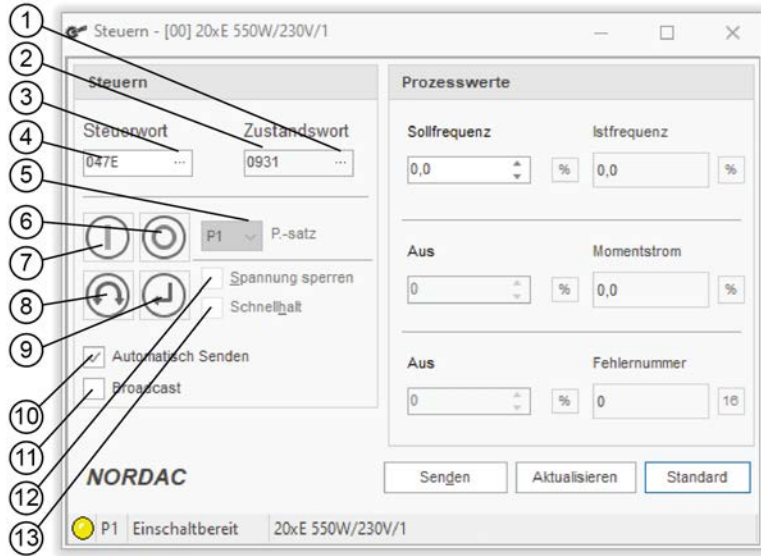 1
2
3
4
5
6
7
8
9
10
11
12
13
Steuern - [00] 20xE 550W/230V/1
Steuern
Steuerwort Zustandswort
047E ... 0931 ...
P1 P.-satz
Spannung sperren
Schnellhalt
Automatisch Senden
Broadcast
Prozesswerte
Sollfrequenz Istfrequenz
0,0 % 0,0 %
Aus Momentstrom
0 % 0,0 %
Aus Fehlernummer
0 % 0 16
NORDAC
Senden Aktualisieren Standard
P1 Einschaltbereit 20xE 550W/230V/1